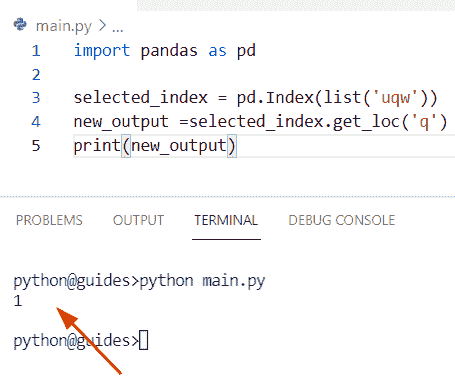 main.py > ...
1 import pandas as pd
2
3 selected_index = pd.Index(list('uqw'))
4 new_output =selected_index.get_loc('q')
5 print(new_output)
PROBLEMS OUTPUT TERMINAL DEBUG CONSOLE
python@guides>python main.py
1
python@guides>